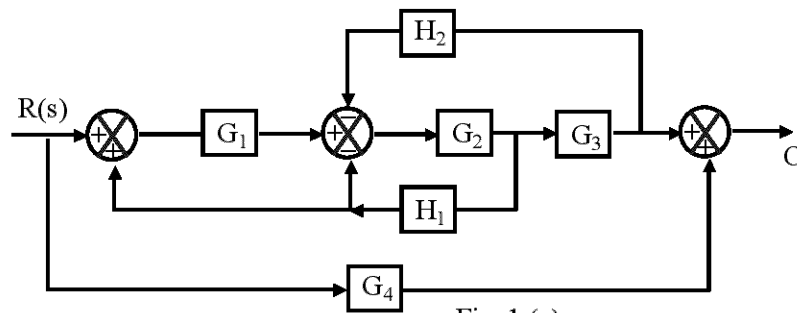 H₂
R(s)
+ + G₁ + − − G₂ G₃ + +
C
H₁
G₄